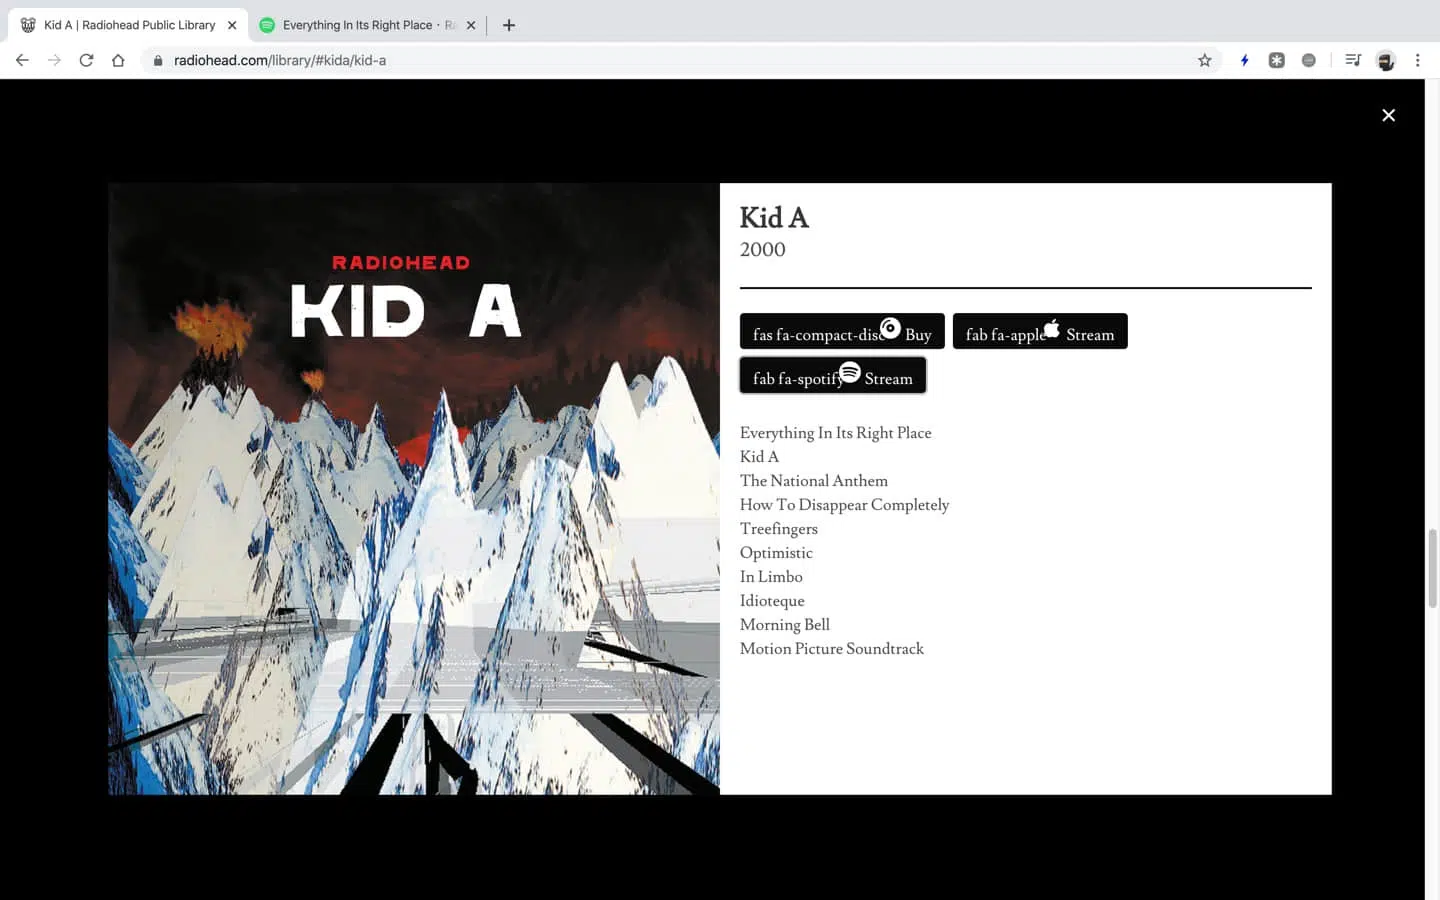 Kid A | Radiohead Public Library
Everything In Its Right Place · Ra
radiohead.com/library/#kida/kid-a
RADIOHEAD
KID A
Kid A
2000
fas fa-compact-disc Buy
fab fa-apple Stream
fab fa-spotify Stream
Everything In Its Right Place
Kid A
The National Anthem
How To Disappear Completely
Treefingers
Optimistic
In Limbo
Idioteque
Morning Bell
Motion Picture Soundtrack